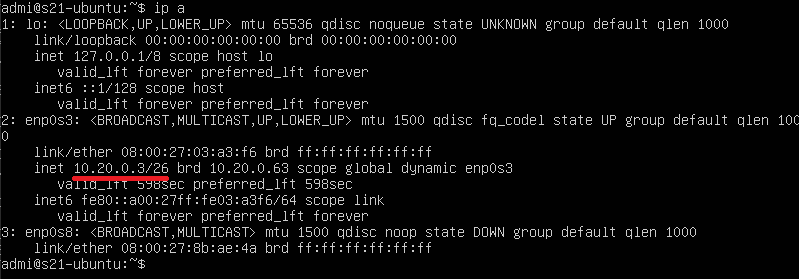 admi@s21-ubuntu:~$ ip a
1: lo: <LOOPBACK,UP,LOWER_UP> mtu 65536 qdisc noqueue state UNKNOWN group default qlen 1000
    link/loopback 00:00:00:00:00:00 brd 00:00:00:00:00:00
    inet 127.0.0.1/8 scope host lo
       valid_lft forever preferred_lft forever
    inet6 ::1/128 scope host
       valid_lft forever preferred_lft forever
2: enp0s3: <BROADCAST,MULTICAST,UP,LOWER_UP> mtu 1500 qdisc fq_codel state UP group default qlen 100
0
    link/ether 08:00:27:03:a3:f6 brd ff:ff:ff:ff:ff:ff
    inet 10.20.0.3/26 brd 10.20.0.63 scope global dynamic enp0s3
       valid_lft 598sec preferred_lft 598sec
    inet6 fe80::a00:27ff:fe03:a3f6/64 scope link
       valid_lft forever preferred_lft forever
3: enp0s8: <BROADCAST,MULTICAST> mtu 1500 qdisc noop state DOWN group default qlen 1000
    link/ether 08:00:27:8b:ae:4a brd ff:ff:ff:ff:ff:ff
admi@s21-ubuntu:~$